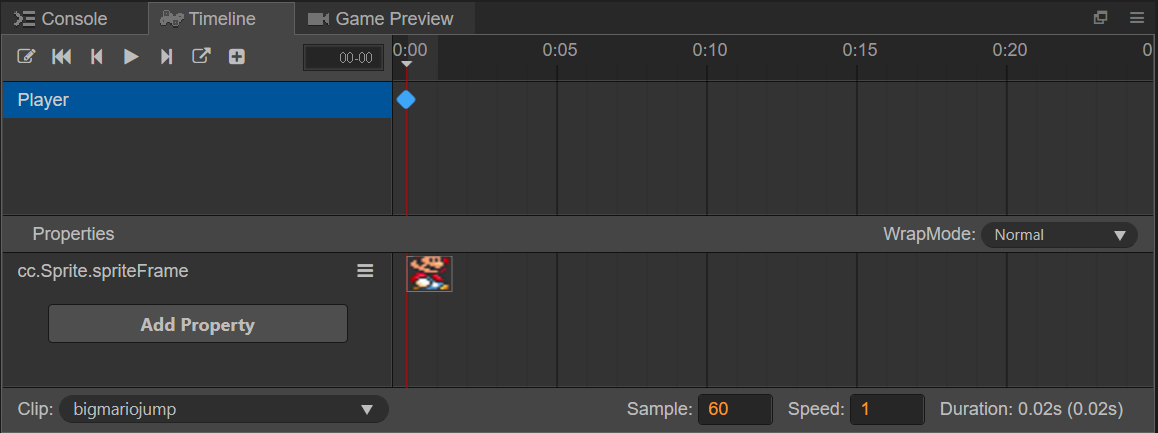 Console Timeline Game Preview
00-00 0:00 0:05 0:10 0:15 0:20 0
Player
Properties WrapMode: Normal
cc.Sprite.spriteFrame
Add Property
Clip: bigmariojump Sample: 60 Speed: 1 Duration: 0.02s (0.02s)